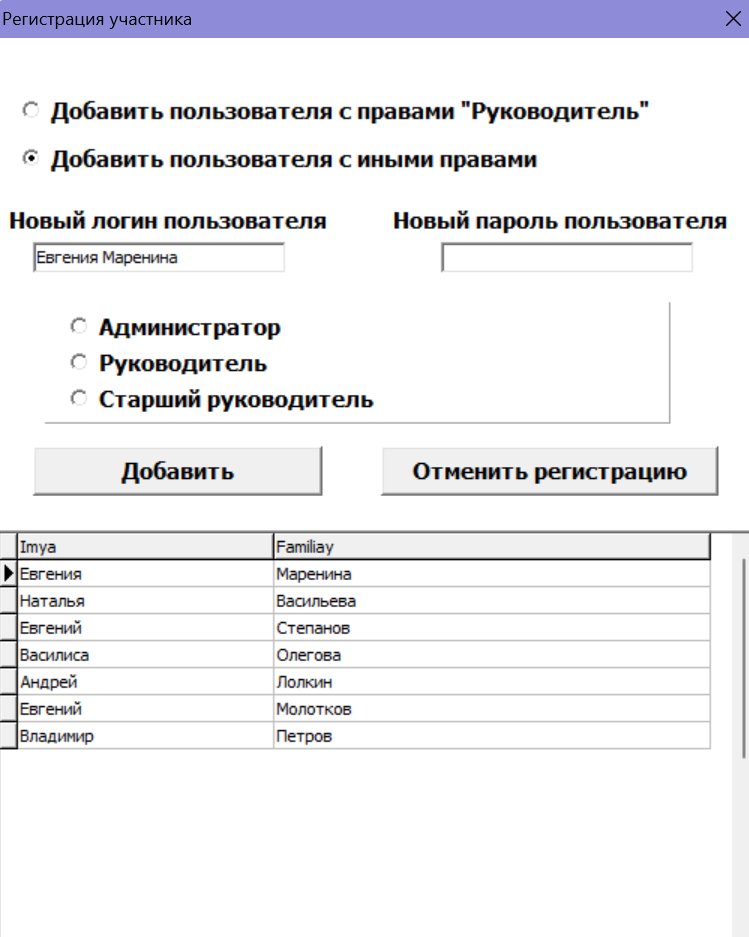 Регистрация участника
Добавить пользователя с правами "Руководитель"
Добавить пользователя с иными правами
Новый логин пользователя Новый пароль пользователя
Евгения Маренина
Администратор
Руководитель
Старший руководитель
Добавить Отменить регистрацию
Imya Familiay
Евгения Маренина
Наталья Васильева
Евгений Степанов
Василиса Олегова
Андрей Лолкин
Евгений Молотков
Владимир Петров